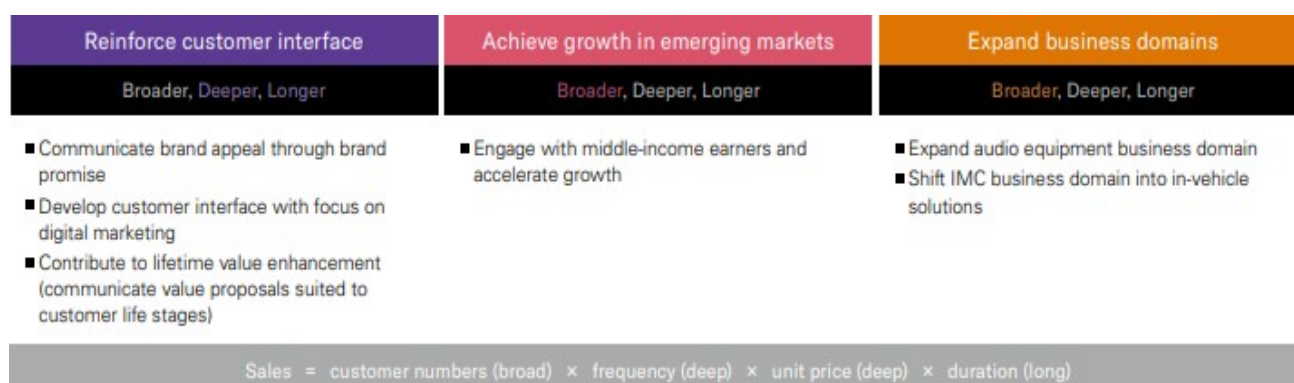 Reinforce customer interface
Broader, Deeper, Longer
■ Communicate brand appeal through brand
promise
■ Develop customer interface with focus on
digital marketing
■ Contribute to lifetime value enhancement
(communicate value proposals suited to
customer life stages)
Achieve growth in emerging markets
Broader, Deeper, Longer
■ Engage with middle-income earners and
accelerate growth
Expand business domains
Broader, Deeper, Longer
■ Expand audio equipment business domain
■ Shift IMC business domain into in-vehicle
solutions
Sales = customer numbers (broad) × frequency (deep) × unit price (deep) × duration (long)